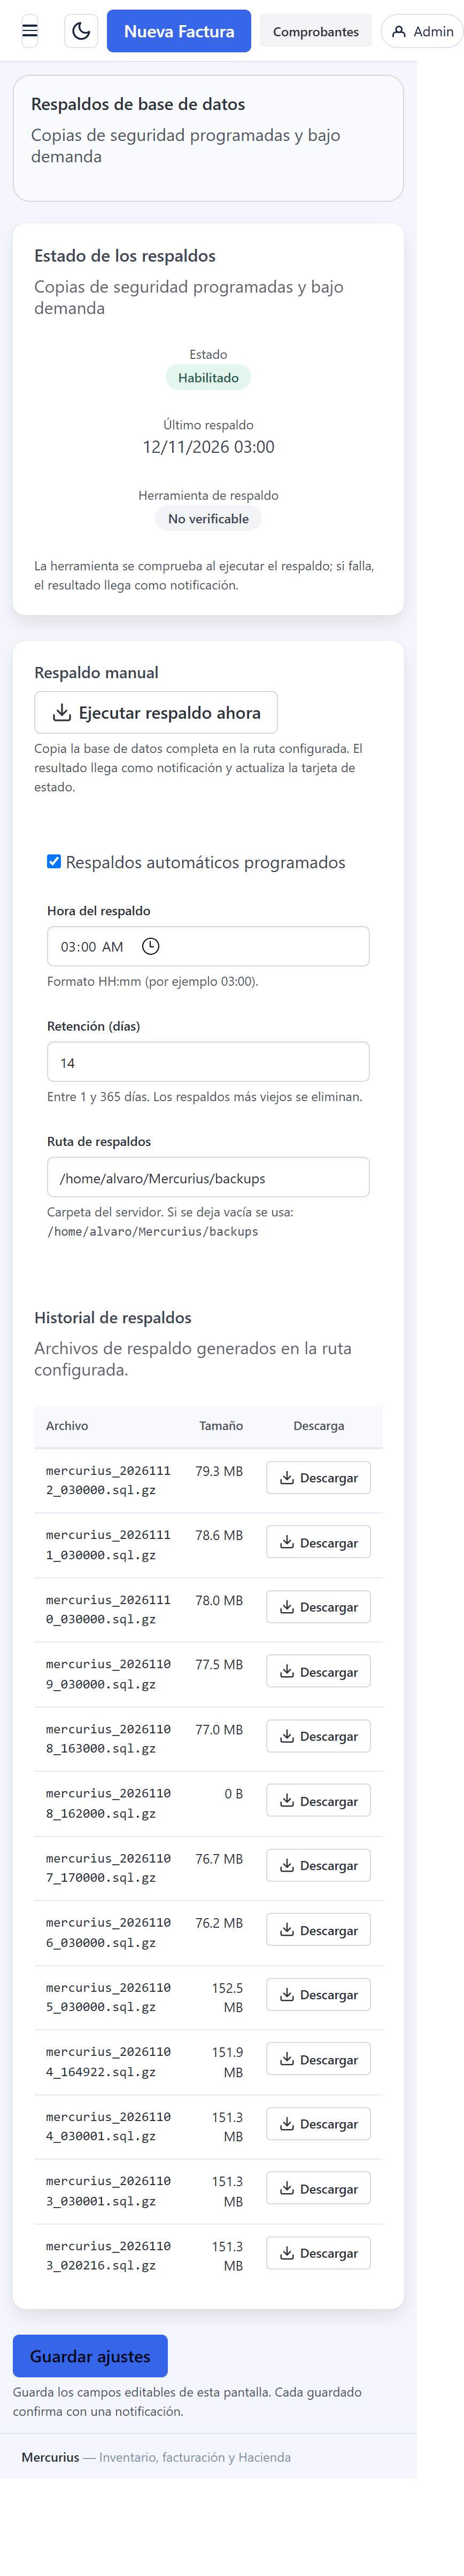 Nueva Factura
Comprobantes
Admin
Respaldos de base de datos
Copias de seguridad programadas y bajo
demanda
Estado de los respaldos
Copias de seguridad programadas y bajo
demanda
Estado
Habilitado
Último respaldo
12/11/2026 03:00
Herramienta de respaldo
No verificable
La herramienta se comprueba al ejecutar el respaldo; si falla,
el resultado llega como notificación.
Respaldo manual
Ejecutar respaldo ahora
Copia la base de datos completa en la ruta configurada. El
resultado llega como notificación y actualiza la tarjeta de
estado.
Respaldos automáticos programados
Hora del respaldo
03:00 AM
Formato HH:mm (por ejemplo 03:00).
Retención (días)
14
Entre 1 y 365 días. Los respaldos más viejos se eliminan.
Ruta de respaldos
/home/alvaro/Mercurius/backups
Carpeta del servidor. Si se deja vacía se usa:
/home/alvaro/Mercurius/backups
Historial de respaldos
Archivos de respaldo generados en la ruta
configurada.
Archivo Tamaño Descarga
mercurius_2026111 79.3 MB Descargar
2_030000.sql.gz
mercurius_2026111 78.6 MB Descargar
1_030000.sql.gz
mercurius_2026111 78.0 MB Descargar
0_030000.sql.gz
mercurius_2026110 77.5 MB Descargar
9_030000.sql.gz
mercurius_2026110 77.0 MB Descargar
8_163000.sql.gz
mercurius_2026110 0 B Descargar
8_162000.sql.gz
mercurius_2026110 76.7 MB Descargar
7_170000.sql.gz
mercurius_2026110 76.2 MB Descargar
6_030000.sql.gz
mercurius_2026110 152.5 Descargar
5_030000.sql.gz MB
mercurius_2026110 151.9 Descargar
4_164922.sql.gz MB
mercurius_2026110 151.3 Descargar
4_030001.sql.gz MB
mercurius_2026110 151.3 Descargar
3_030001.sql.gz MB
mercurius_2026110 151.3 Descargar
3_020216.sql.gz MB
Guardar ajustes
Guarda los campos editables de esta pantalla. Cada guardado
confirma con una notificación.
Mercurius — Inventario, facturación y Hacienda